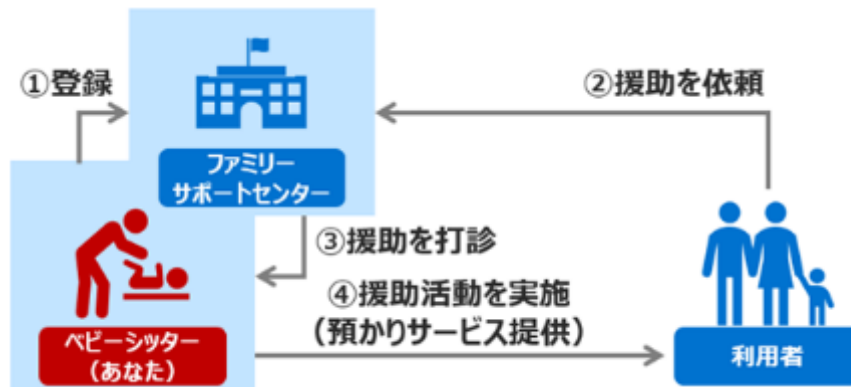 ①登録
②援助を依頼
ファミリー
サポートセンター
③援助を打診
④援助活動を実施
（預かりサービス提供）
ベビーシッター
（あなた）
利用者